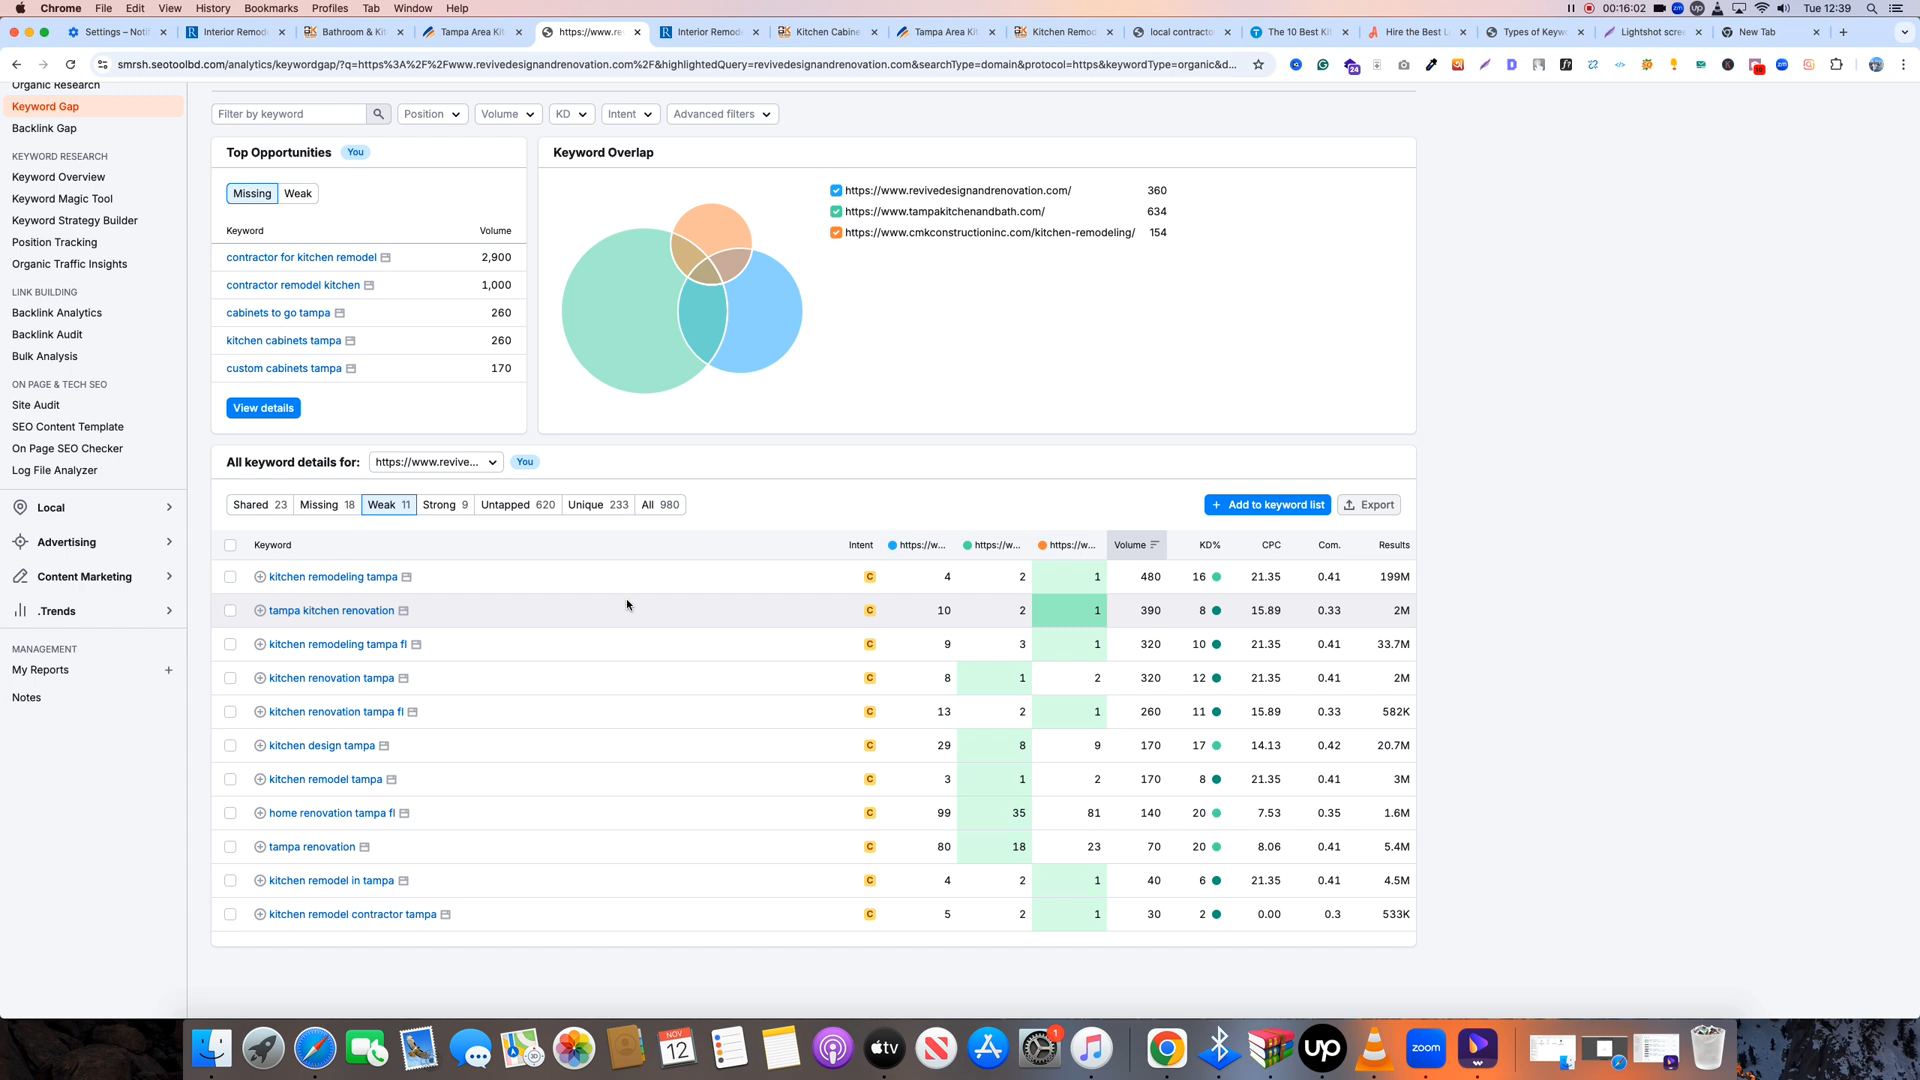 Chrome File Edit View History Bookmarks Profiles Tab Window Help 00:16:02 Tue 12:39
Settings – Noti Interior Remod Bathroom & Kit Tampa Area Kit https://www.re Interior Remod Kitchen Cabine Tampa Area Kit Kitchen Remod local contracto The 10 Best Ki Hire the Best L Types of Keyw Lightshot scre New Tab
smrsh.seotoolbd.com/analytics/keywordgap/?q=https%3A%2F%2Fwww.revivedesignandrenovation.com%2F&highlightedQuery=revivedesignandrenovation.com&searchType=domain&protocol=https&keywordType=organic&d...
Organic Research
Keyword Gap
Backlink Gap
KEYWORD RESEARCH
Keyword Overview
Keyword Magic Tool
Keyword Strategy Builder
Position Tracking
Organic Traffic Insights
LINK BUILDING
Backlink Analytics
Backlink Audit
Bulk Analysis
ON PAGE & TECH SEO
Site Audit
SEO Content Template
On Page SEO Checker
Log File Analyzer
Local
Advertising
Content Marketing
.Trends
MANAGEMENT
My Reports +
Notes
Filter by keyword Position Volume KD Intent Advanced filters
Top Opportunities You
Missing Weak
Keyword Volume
contractor for kitchen remodel 2,900
contractor remodel kitchen 1,000
cabinets to go tampa 260
kitchen cabinets tampa 260
custom cabinets tampa 170
View details
Keyword Overlap
https://www.revivedesignandrenovation.com/ 360
https://www.tampakitchenandbath.com/ 634
https://www.cmkconstructioninc.com/kitchen-remodeling/ 154
All keyword details for: https://www.revive... You
Shared 23 Missing 18 Weak 11 Strong 9 Untapped 620 Unique 233 All 980
+ Add to keyword list Export
Keyword Intent https://w... https://w... https://w... Volume KD% CPC Com. Results
kitchen remodeling tampa C 4 2 1 480 16 21.35 0.41 199M
tampa kitchen renovation C 10 2 1 390 8 15.89 0.33 2M
kitchen remodeling tampa fl C 9 3 1 320 10 21.35 0.41 33.7M
kitchen renovation tampa C 8 1 2 320 12 21.35 0.41 2M
kitchen renovation tampa fl C 13 2 1 260 11 15.89 0.33 582K
kitchen design tampa C 29 8 9 170 17 14.13 0.42 20.7M
kitchen remodel tampa C 3 1 2 170 8 21.35 0.41 3M
home renovation tampa fl C 99 35 81 140 20 7.53 0.35 1.6M
tampa renovation C 80 18 23 70 20 8.06 0.41 5.4M
kitchen remodel in tampa C 4 2 1 40 6 21.35 0.41 4.5M
kitchen remodel contractor tampa C 5 2 1 30 2 0.00 0.3 533K
NOV
12
tv
1
up
zoom